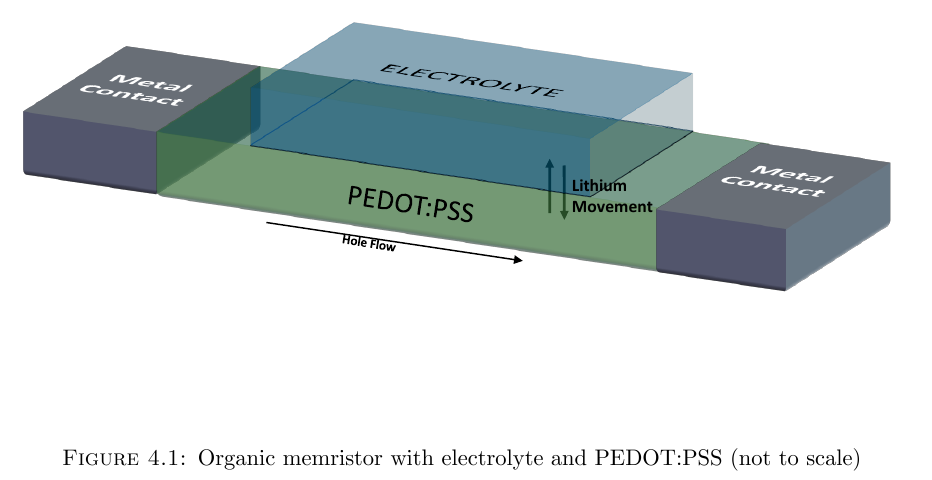 Metal
Contact
ELECTROLYTE
PEDOT:PSS
Hole Flow
Lithium
Movement
Metal
Contact
FIGURE 4.1: Organic memristor with electrolyte and PEDOT:PSS (not to scale)